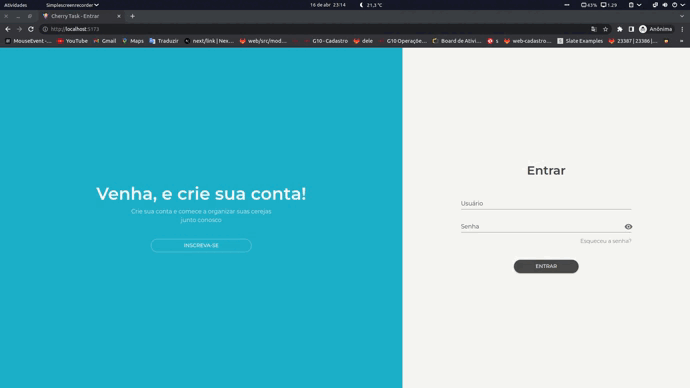 Atividades
Simplescreenrecorder
16 de abr 23:14
21,3 °C
43%
1.29
Cherry Task - Entrar
http://localhost:5173
Anônima
MouseEvent -…
YouTube
Gmail
Maps
Traduzir
next/link | Nex…
web/src/mod…
G10 - Cadastro
dele
G10 Operaçõe…
Board de Ativi…
s
web-cadastro…
Slate Examples
23387 | 23386 |…
»
Venha, e crie sua conta!
Crie sua conta e comece a organizar suas cerejas
junto conosco
INSCREVA-SE
Entrar
Usuário
Senha
Esqueceu a senha?
ENTRAR